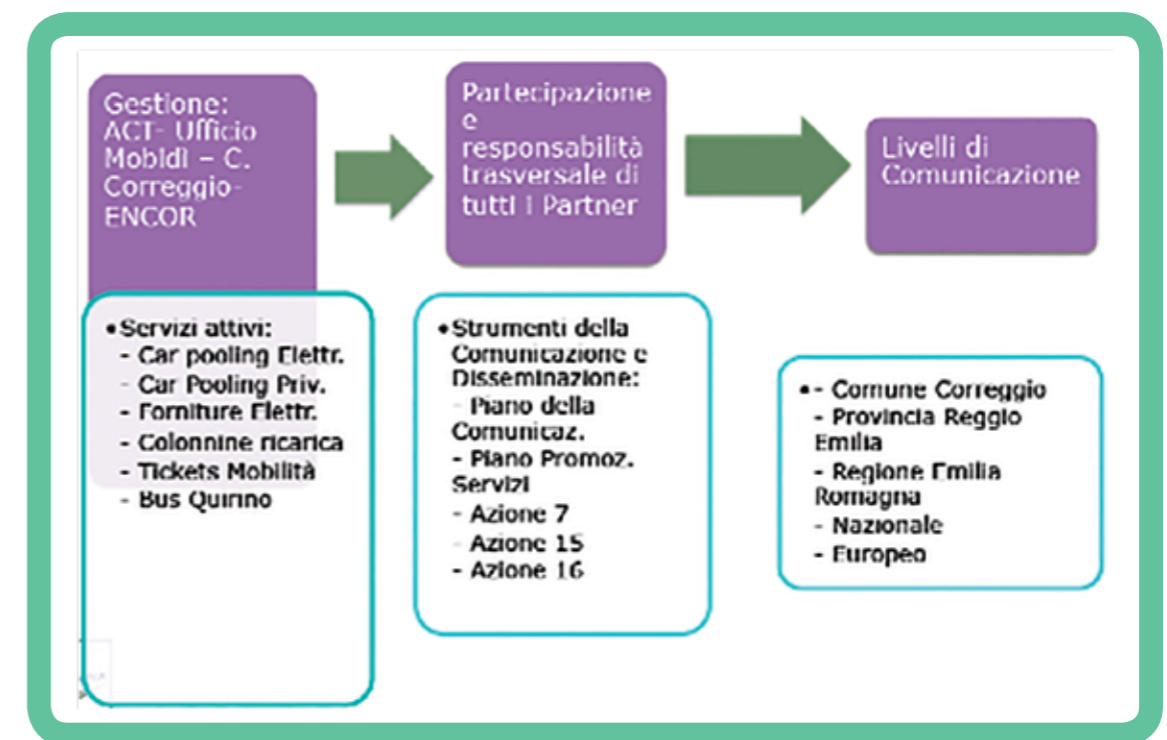 Gestione:
ACT- Ufficio
Mobidì – C.
Correggio-
ENCOR
Partecipazione
e
responsabilità
trasversale di
tutti i Partner
Livelli di
Comunicazione
•Servizi attivi:
- Car pooling Elettr.
- Car Pooling Priv.
- Forniture Elettr.
- Colonnine ricarica
- Tickets Mobilità
- Bus Quirino
•Strumenti della
Comunicazione e
Disseminazione:
- Piano della
Comunicaz.
- Piano Promoz.
Servizi
- Azione 7
- Azione 15
- Azione 16
•- Comune Correggio
- Provincia Reggio
Emilia
- Regione Emilia
Romagna
- Nazionale
- Europeo